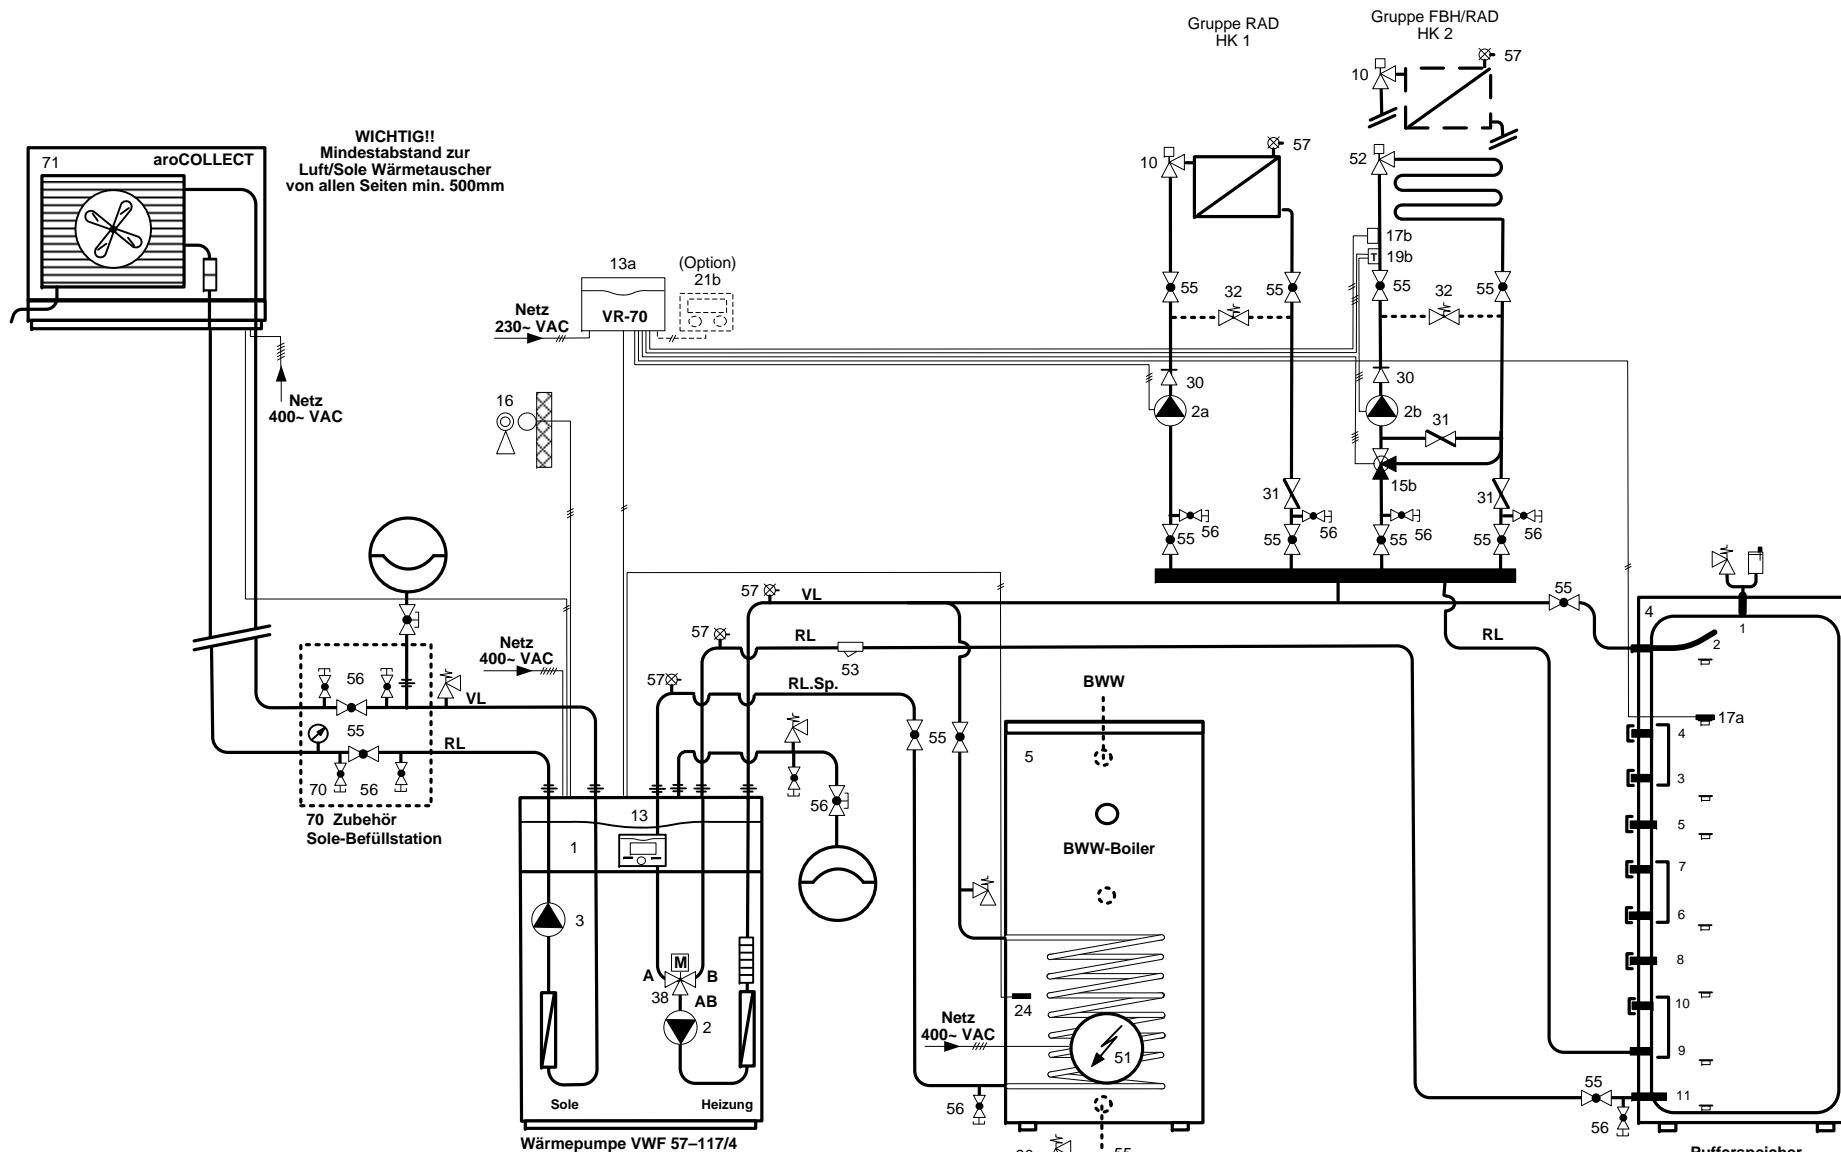 Gruppe RAD
HK 1
Gruppe FBH/RAD
HK 2
57
10
WICHTIG!!
Mindestabstand zur
Luft/Sole Wärmetauscher
von allen Seiten min. 500mm
71
aroCOLLECT
10
57
52
17b
19b
T
13a
(Option)
21b
VR-70
Netz
230~ VAC
55
32
55
55
32
55
Netz
400~ VAC
16
30
2a
30
2b
31
15b
31
31
56
56
56
56
55
55
55
55
57
VL
57
RL
53
55
4
1
2
RL
Netz
400~ VAC
57
RL.Sp.
BWW
56
VL
55
RL
70
56
70 Zubehör
Sole-Befüllstation
55
5
17a
4
3
5
7
6
8
10
9
11
13
1
56
BWW-Boiler
3
M
A
B
38
AB
2
24
Netz
400~ VAC
51
56
55
56
Sole
Heizung
Wärmepumpe VWF 57–117/4
55
Pufferspeicher